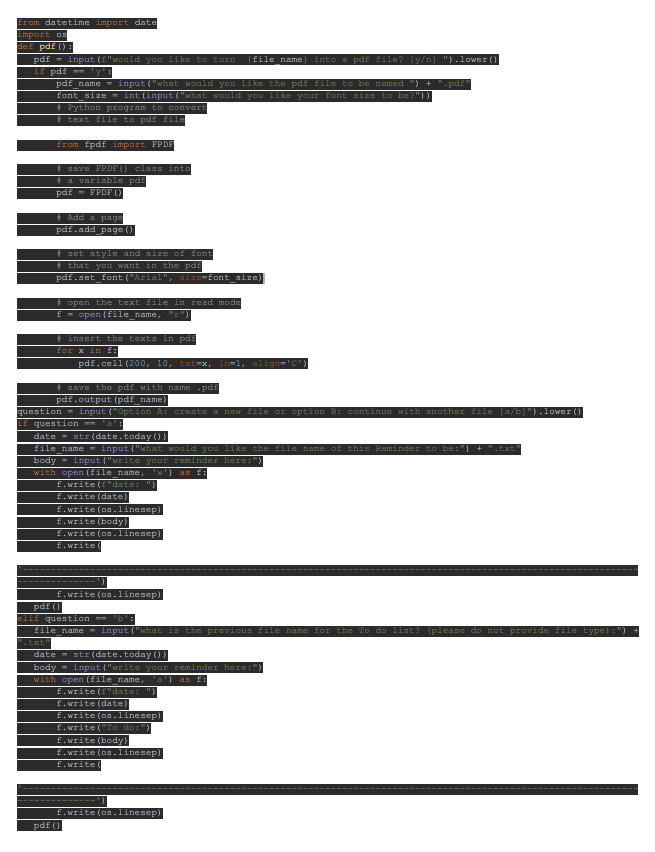 from datetime import date
import os
def pdf():
   pdf = input(f"would you like to turn  {file_name} into a pdf file? [y/n] ").lower()
   if pdf == 'y':
       pdf_name = input("what would you like the pdf file to be named ") + ".pdf"
       font_size = int(input("what would you like your font size to be?"))
       # Python program to convert
       # text file to pdf file

       from fpdf import FPDF

       # save FPDF() class into
       # a variable pdf
       pdf = FPDF()

       # Add a page
       pdf.add_page()

       # set style and size of font
       # that you want in the pdf
       pdf.set_font("Arial", size=font_size)

       # open the text file in read mode
       f = open(file_name, "r")

       # insert the texts in pdf
       for x in f:
           pdf.cell(200, 10, txt=x, ln=1, align='C')

       # save the pdf with name .pdf
       pdf.output(pdf_name)
question = input("Option A: create a new file or option B: continue with another file [a/b]").lower()
if question == 'a':
   date = str(date.today())
   file_name = input("what would you like the file name of this Reminder to be:") + ".txt"
   body = input("write your reminder here:")
   with open(file_name, 'w') as f:
       f.write(f"date: ")
       f.write(date)
       f.write(os.linesep)
       f.write(body)
       f.write(os.linesep)
       f.write(

'--------------------------------------------------------------------------------------------------------------
--------------')
       f.write(os.linesep)
   pdf()
elif question == 'b':
   file_name = input("what is the previous file name for the To do list? (please do not provide file type):") +
".txt"
   date = str(date.today())
   body = input("write your reminder here:")
   with open(file_name, 'a') as f:
       f.write(f"date: ")
       f.write(date)
       f.write(os.linesep)
       f.write("To do:")
       f.write(body)
       f.write(os.linesep)
       f.write(

'--------------------------------------------------------------------------------------------------------------
--------------')
       f.write(os.linesep)
   pdf()